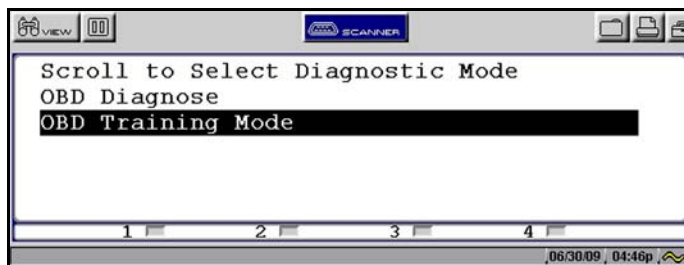 VIEW
SCANNER
Scroll to Select Diagnostic Mode
OBD Diagnose
OBD Training Mode
1 2 3 4
06/30/09 04:46p